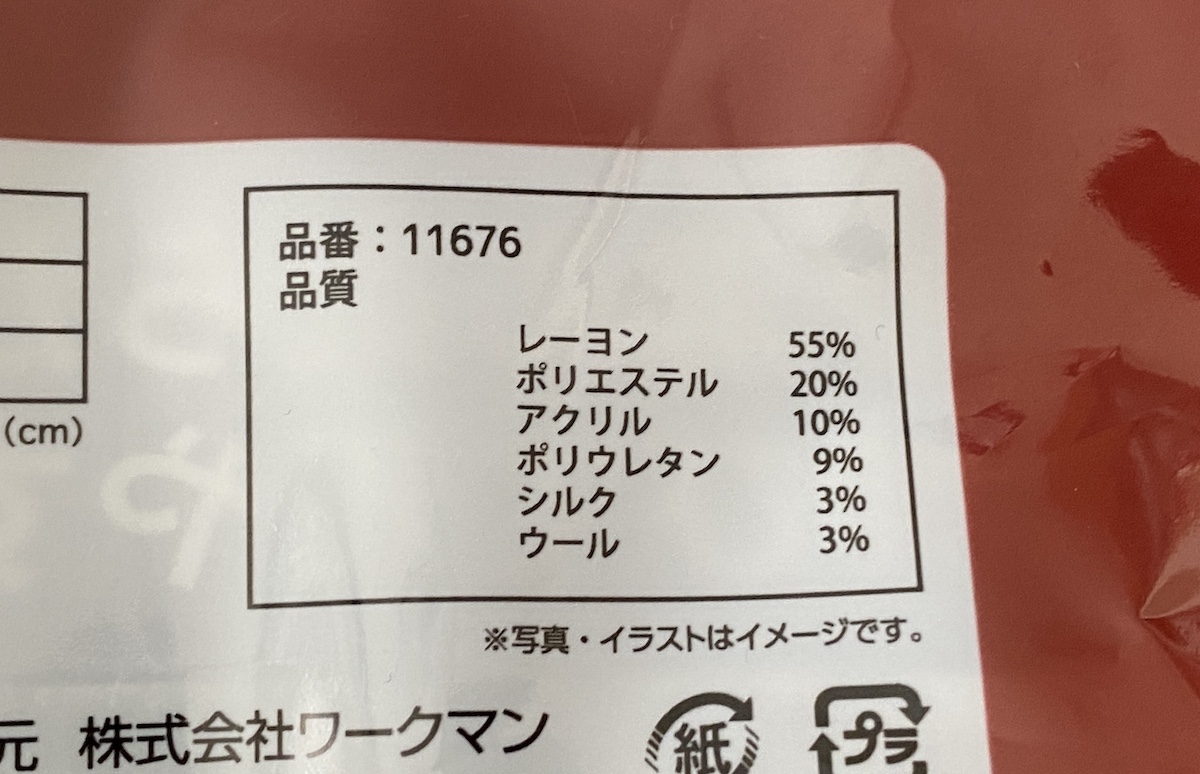 品番：11676
品質
レーヨン 55%
ポリエステル 20%
アクリル 10%
ポリウレタン 9%
シルク 3%
ウール 3%
(cm)
※写真・イラストはイメージです。
元 株式会社ワークマン
紙
プラ